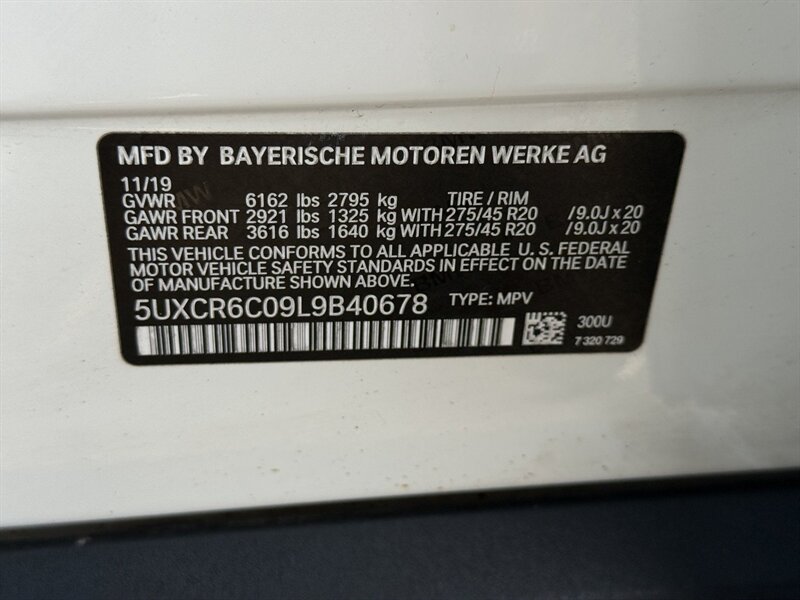 MFD BY BAYERISCHE MOTOREN WERKE AG
11/19
GVWR 6162 lbs 2795 kg TIRE / RIM
GAWR FRONT 2921 lbs 1325 kg WITH 275/45 R20 /9.0J x 20
GAWR REAR 3616 lbs 1640 kg WITH 275/45 R20 /9.0J x 20
THIS VEHICLE CONFORMS TO ALL APPLICABLE U.S. FEDERAL
MOTOR VEHICLE SAFETY STANDARDS IN EFFECT ON THE DATE
OF MANUFACTURE SHOWN ABOVE.
5UXCR6C09L9B40678 TYPE: MPV
300U
7 320 729